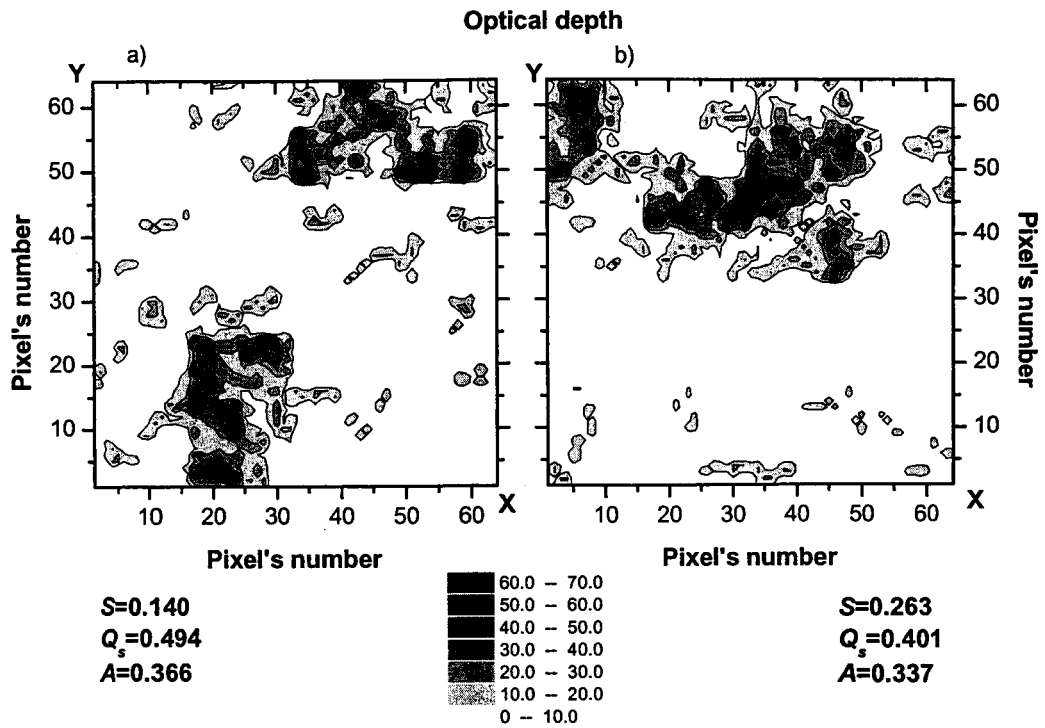 Optical depth
a)
b)
Y
Y
60
50
40
30
20
10
60
50
40
30
20
10
Pixel's number
Pixel's number
10 20 30 40 50 60
X
10 20 30 40 50 60
X
Pixel's number
Pixel's number
S=0.140
Qs=0.494
A=0.366
60.0 -- 70.0
50.0 -- 60.0
40.0 -- 50.0
30.0 -- 40.0
20.0 -- 30.0
10.0 -- 20.0
0 -- 10.0
S=0.263
Qs=0.401
A=0.337